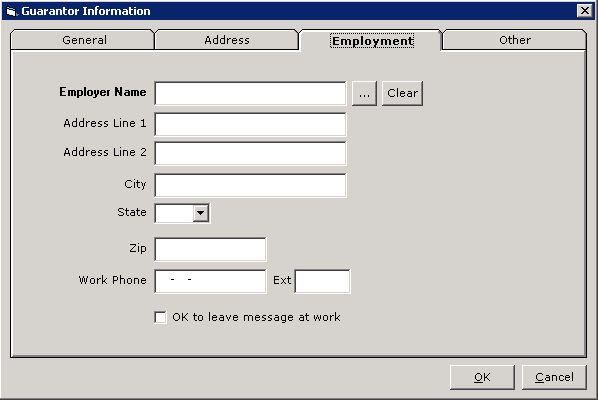 Guarantor Information
General Address Employment Other
Employer Name ... Clear
Address Line 1
Address Line 2
City
State
Zip
Work Phone - - Ext
OK to leave message at work
OK Cancel